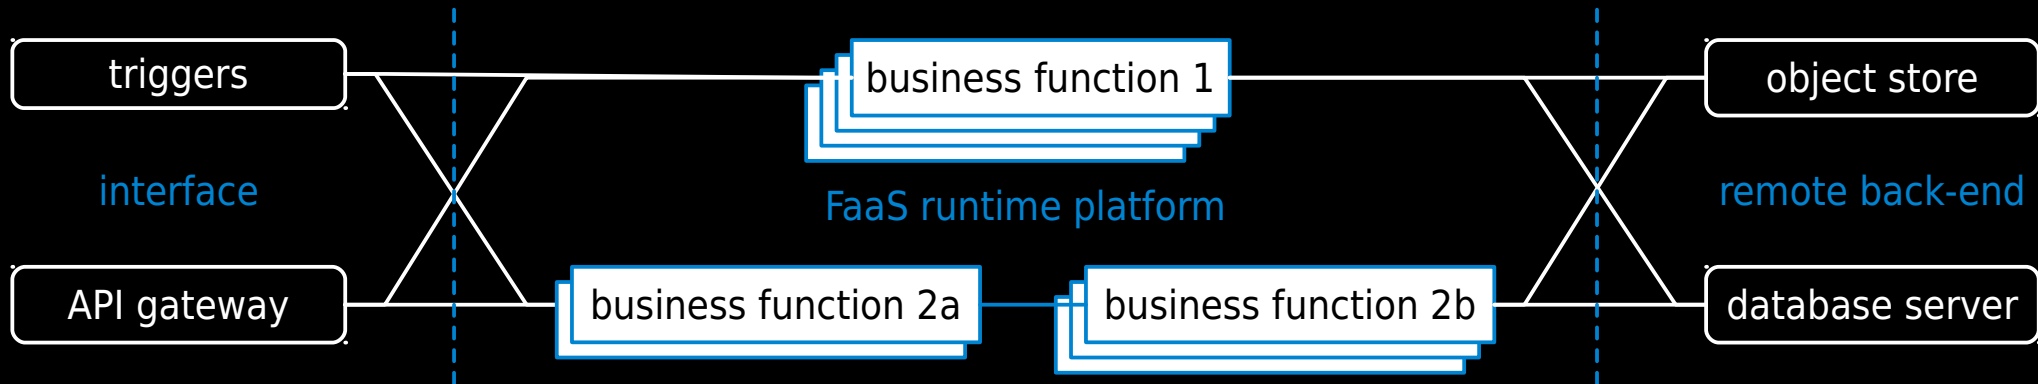 triggers
business function 1
object store
interface
FaaS runtime platform
remote back-end
API gateway
business function 2a
business function 2b
database server